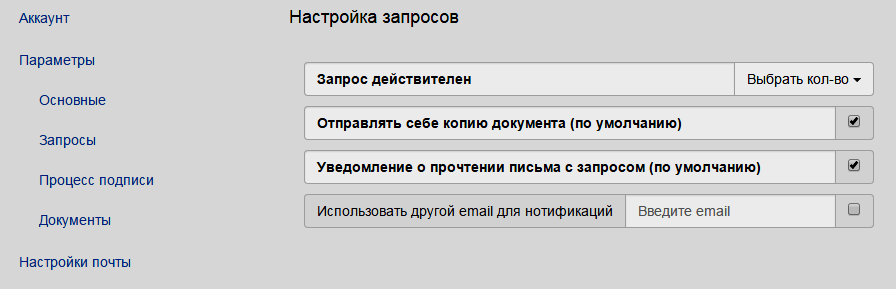 Аккаунт
Параметры
Основные
Запросы
Процесс подписи
Документы
Настройки почты
Настройка запросов
Запрос действителен Выбрать кол-во
Отправлять себе копию документа (по умолчанию)
Уведомление о прочтении письма с запросом (по умолчанию)
Использовать другой email для нотификаций Введите email